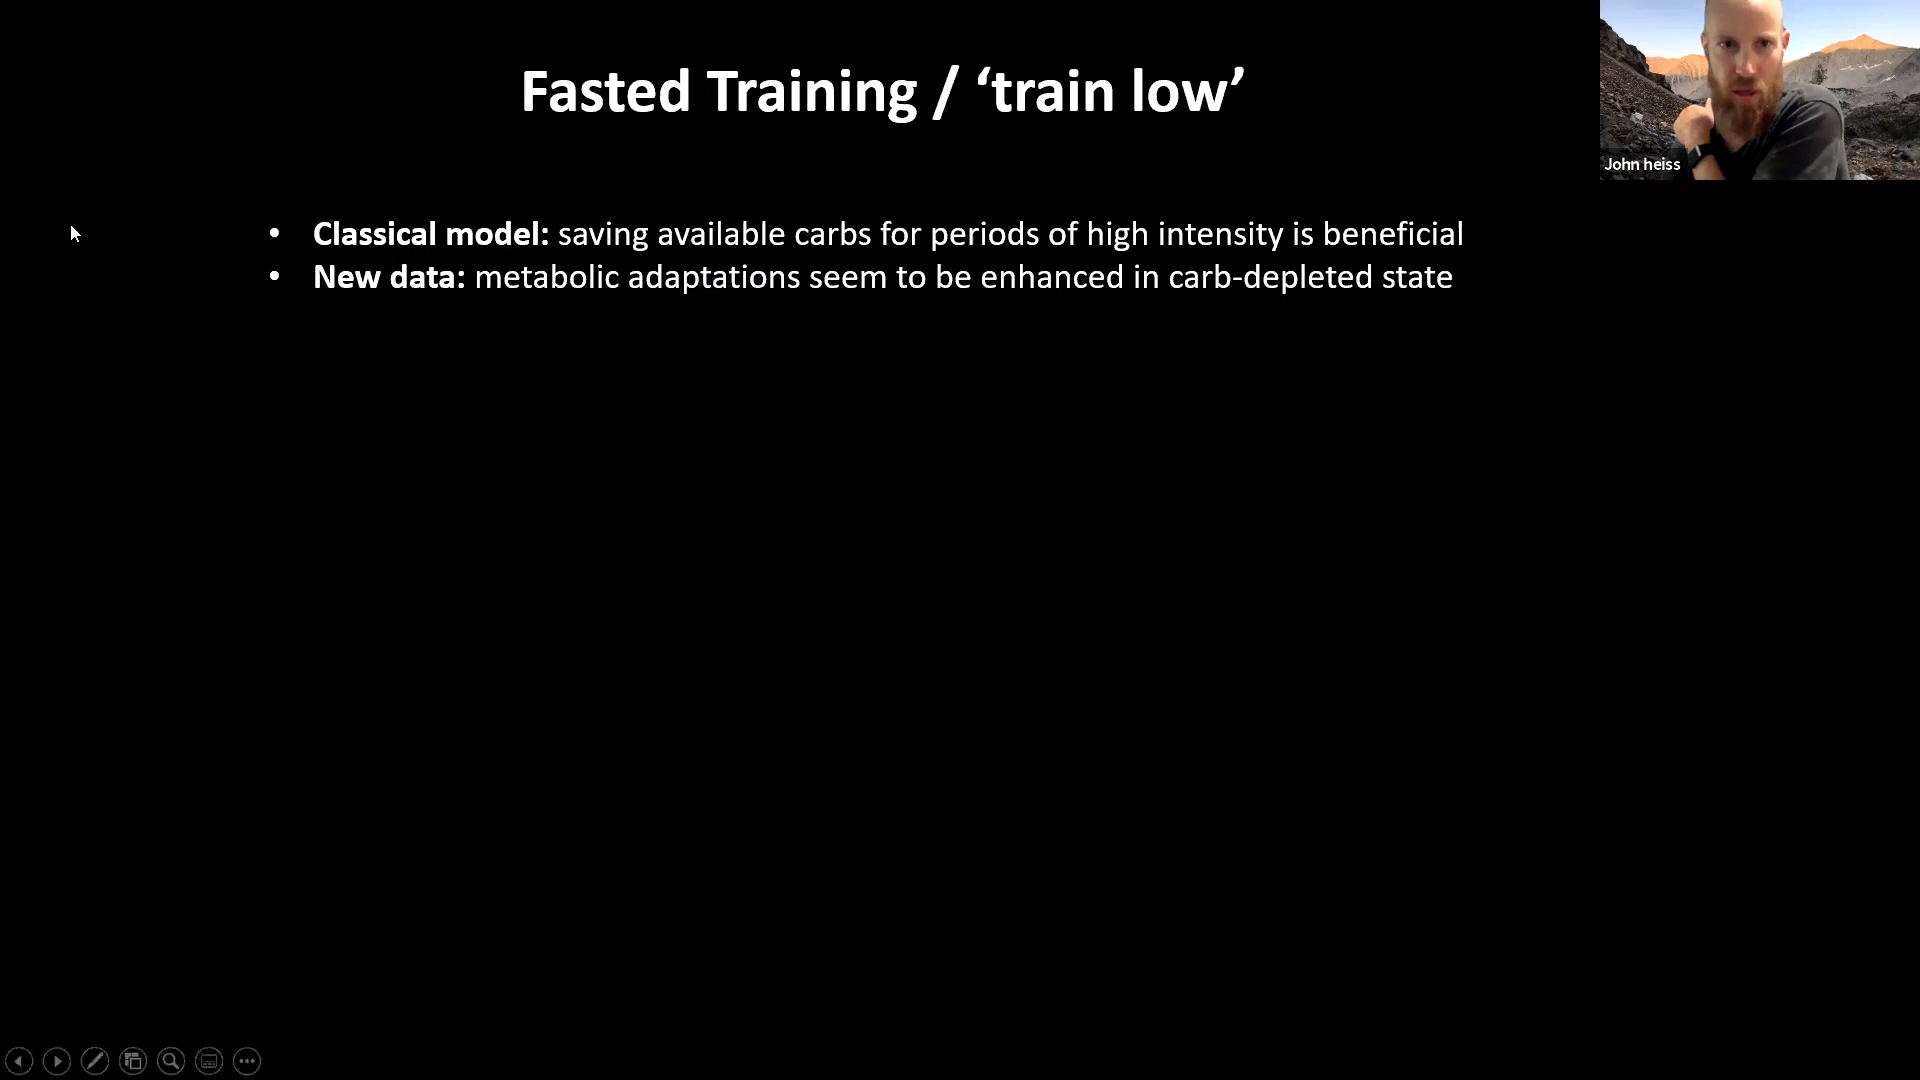 Fasted Training / ‘train low’
John heiss
• Classical model: saving available carbs for periods of high intensity is beneficial
• New data: metabolic adaptations seem to be enhanced in carb-depleted state